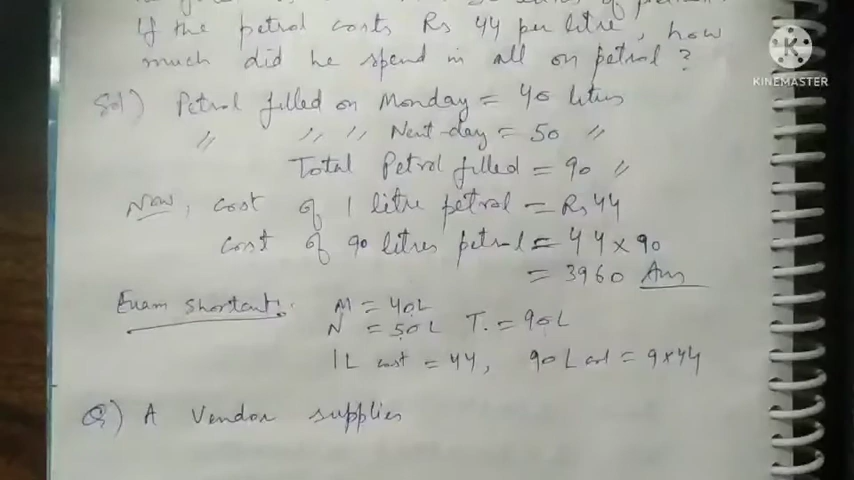 If the petrol costs Rs 44 per litre, how
much did he spend in all on petrol?
KINEMASTER
Sol) Petrol filled on Monday = 40 litres
〃 〃 〃 Next day = 50 〃
Total Petrol filled = 90 〃
Now, cost of 1 litre petrol = Rs 44
Cost of 90 litres petrol = 44 x 90
= 3960 Ans
Exam Shortcut:
M = 40L
N = 50L T. = 90L
1L cost = 44, 90L cost = 9x44
Q) A Vendor supplies